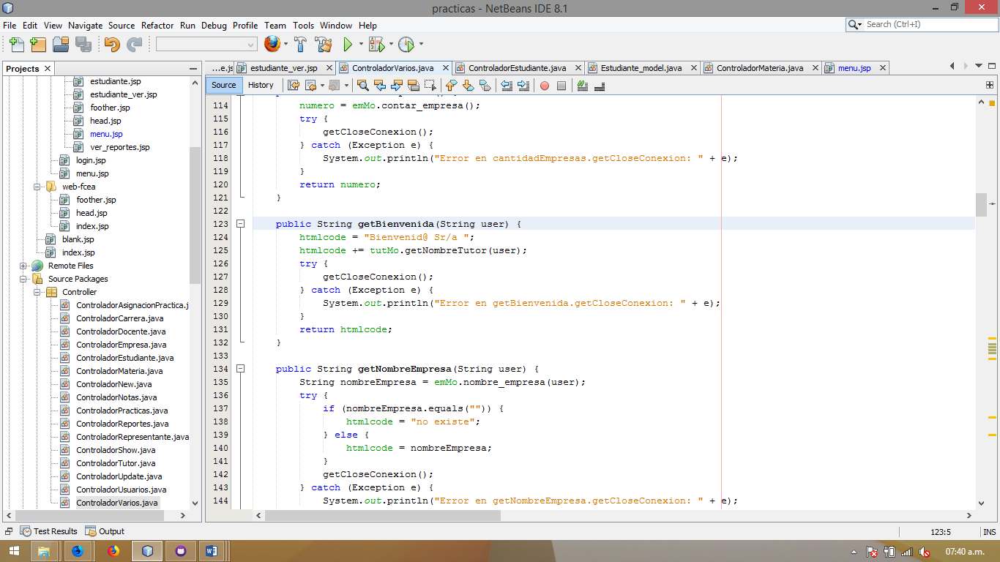 practicas - NetBeans IDE 8.1
File Edit View Navigate Source Refactor Run Debug Profile Team Tools Window Help
Search (Ctrl+I)
Projects
estudiante.jsp
estudiante_ver.jsp
foother.jsp
head.jsp
menu.jsp
ver_reportes.jsp
login.jsp
menu.jsp
web-fcea
foother.jsp
head.jsp
index.jsp
blank.jsp
index.jsp
Remote Files
Source Packages
Controller
ControladorAsignacionPractica.j
ControladorCarrera.java
ControladorDocente.java
ControladorEmpresa.java
ControladorEstudiante.java
ControladorMateria.java
ControladorNew.java
ControladorNotas.java
ControladorPracticas.java
ControladorReportes.java
ControladorRepresentante.java
ControladorShow.java
ControladorTutor.java
ControladorUpdate.java
ControladorUsuarios.java
ControladorVarios.java
...e.js estudiante_ver.jsp ControladorVarios.java ControladorEstudiante.java Estudiante_model.java ControladorMateria.java menu.jsp
Source History
114 numero = emMo.contar_empresa();
115 try {
116 getCloseConexion();
117 } catch (Exception e) {
118 System.out.println("Error en cantidadEmpresas.getCloseConexion: " + e);
119 }
120 return numero;
121 }
122
123 public String getBienvenida(String user) {
124 htmlcode = "Bienvenid@ Sr/a ";
125 htmlcode += tutMo.getNombreTutor(user);
126 try {
127 getCloseConexion();
128 } catch (Exception e) {
129 System.out.println("Error en getBienvenida.getCloseConexion: " + e);
130 }
131 return htmlcode;
132 }
133
134 public String getNombreEmpresa(String user) {
135 String nombreEmpresa = emMo.nombre_empresa(user);
136 try {
137 if (nombreEmpresa.equals("")) {
138 htmlcode = "no existe";
139 } else {
140 htmlcode = nombreEmpresa;
141 }
142 getCloseConexion();
143 } catch (Exception e) {
144 System.out.println("Error en getNombreEmpresa.getCloseConexion: " + e);
Test Results Output
123:5 INS
07:40 a.m.